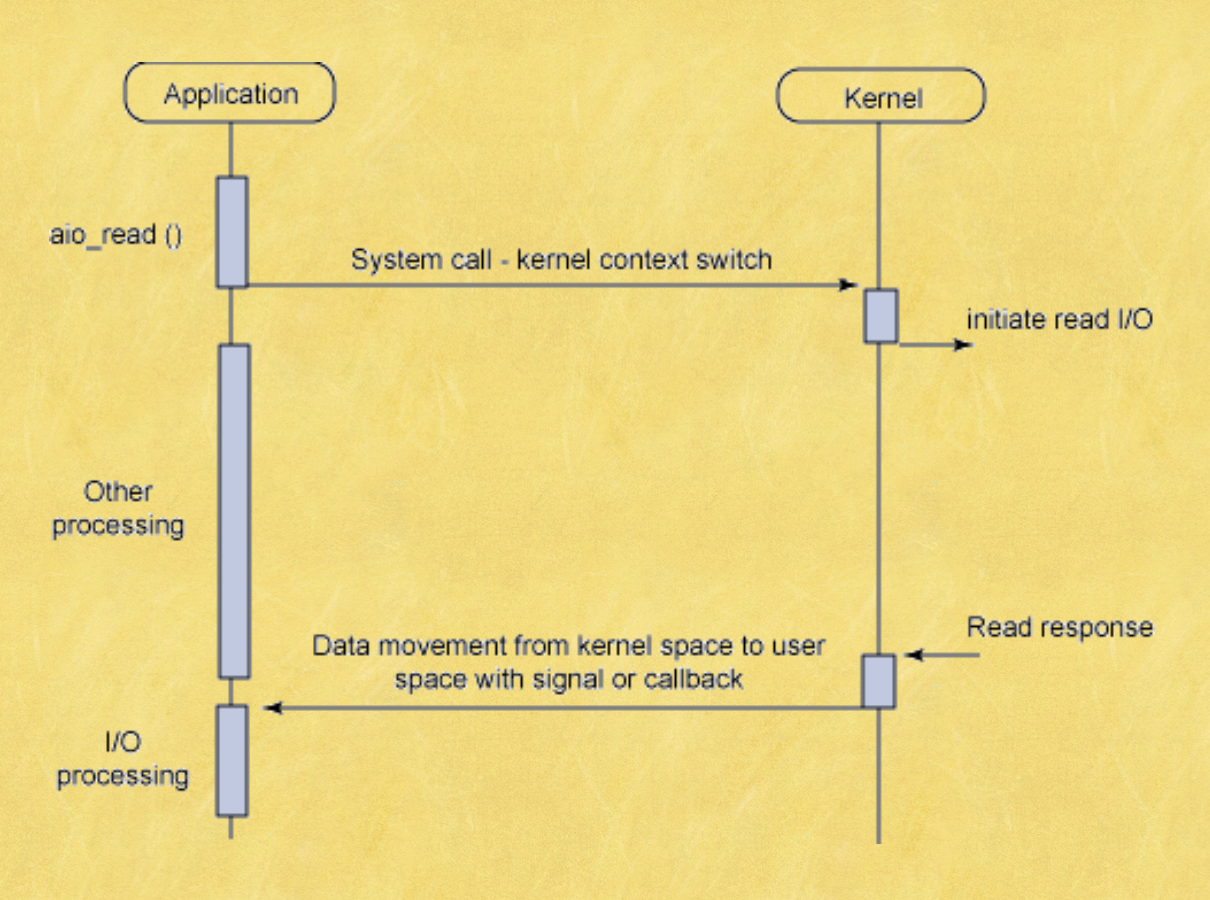 Application
Kernel
aio_read ()
System call - kernel context switch
initiate read I/O
Other
processing
Read response
Data movement from kernel space to user
space with signal or callback
I/O
processing